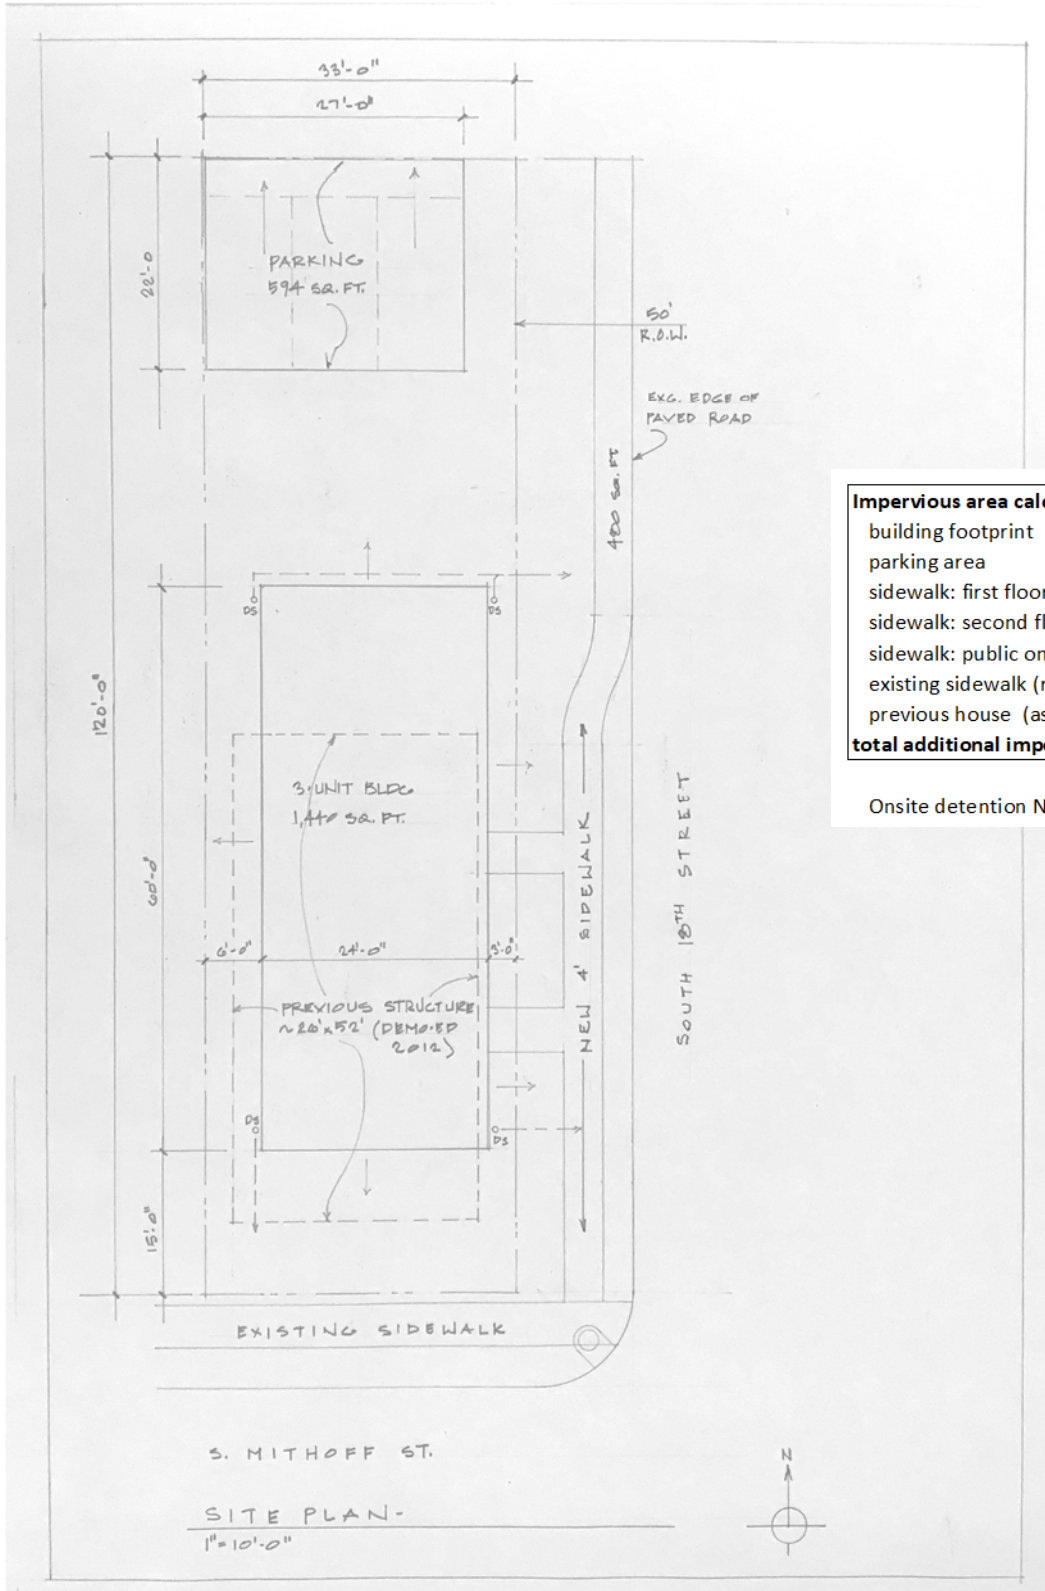 33'-0"
27'-0"
PARKING
594 SQ.FT.
22'-0
50'
R.O.W.
EXG. EDGE OF
PAVED ROAD
480 SQ.FT
Impervious area calc
building footprint
parking area
sidewalk: first floor
sidewalk: second fl
sidewalk: public on
existing sidewalk (r
previous house (as
total additional impe
Onsite detention N
DS
DS
120'-0"
3-UNIT BLDG
1,440 SQ. FT.
60'-0"
6'-0"
24'-0"
3'-0"
NEW 4' SIDEWALK
SOUTH 18TH STREET
PREVIOUS STRUCTURE
~26'x52' (DEMO-ED
2012)
DS
DS
15'-0"
EXISTING SIDEWALK
S. MITHOFF ST.
SITE PLAN-
1"=10'-0"
N